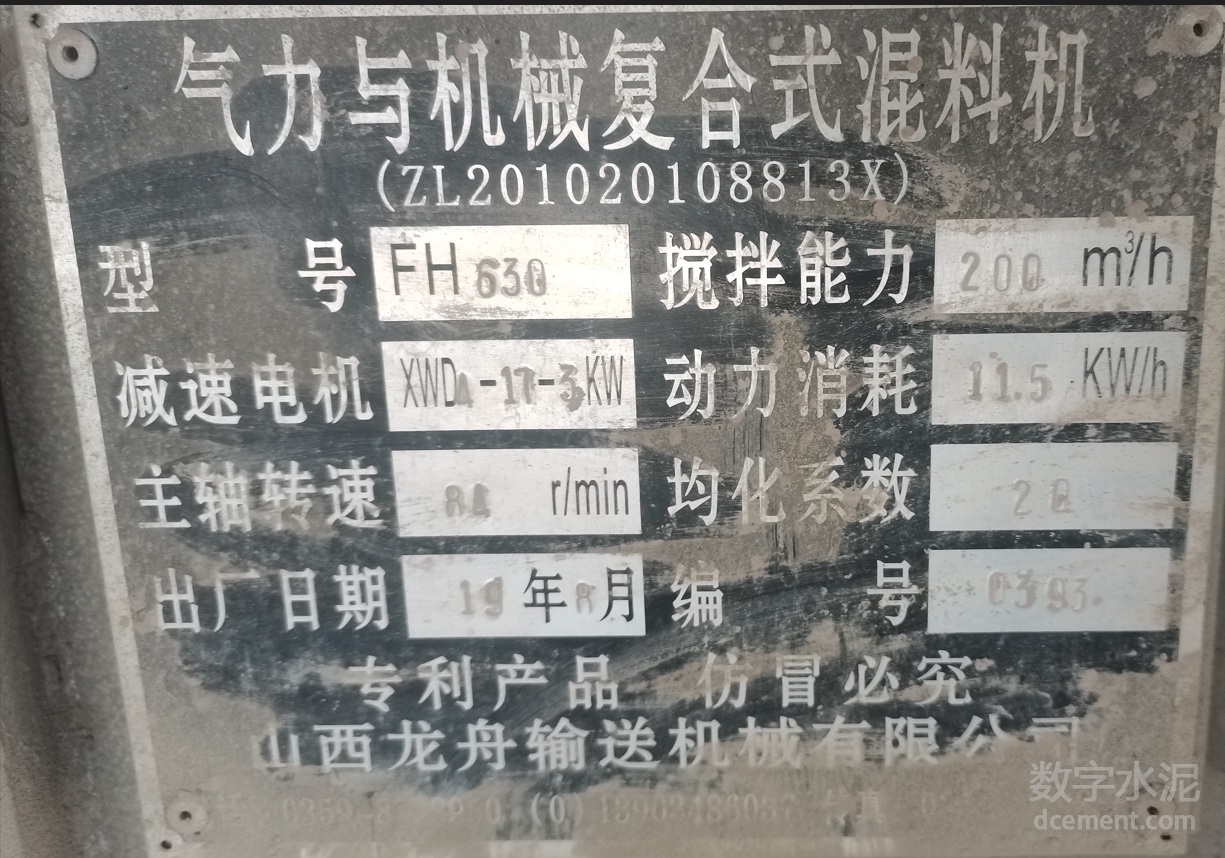 气力与机械复合式混料机
(ZL201020108813X)
型 号 FH 630 搅拌能力 200 m³/h
减速电机 XWD4-17-3KW 动力消耗 11.5 KW/h
主轴转速 r/min 均化系数
出厂日期 19年8月 编 号 0393
专利产品 仿冒必究
山西龙舟输送机械有限公司
数字水泥
dcement.com